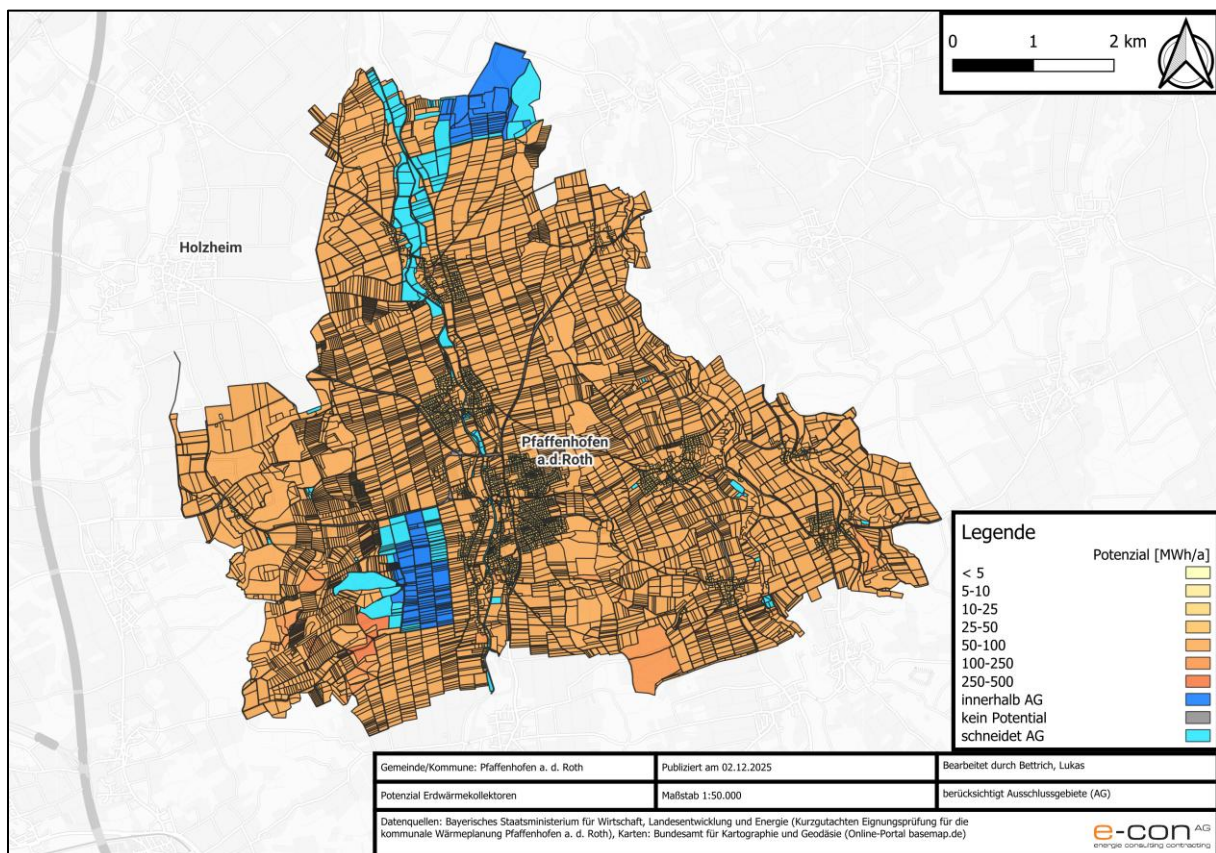 0 1 2 km
Holzheim
Pfaffenhofen
a.d.Roth
Legende
Potenzial [MWh/a]
< 5
5-10
10-25
25-50
50-100
100-250
250-500
innerhalb AG
kein Potential
schneidet AG
Gemeinde/Kommune: Pfaffenhofen a. d. Roth
Publiziert am 02.12.2025
Bearbeitet durch Bettrich, Lukas
Potenzial Erdwärmekollektoren
Maßstab 1:50.000
berücksichtigt Ausschlussgebiete (AG)
Datenquellen: Bayerisches Staatsministerium für Wirtschaft, Landesentwicklung und Energie (Kurzgutachten Eignungsprüfung für die
kommunale Wärmeplanung Pfaffenhofen a. d. Roth), Karten: Bundesamt für Kartographie und Geodäsie (Online-Portal basemap.de)
e-con AG
energie consulting contracting